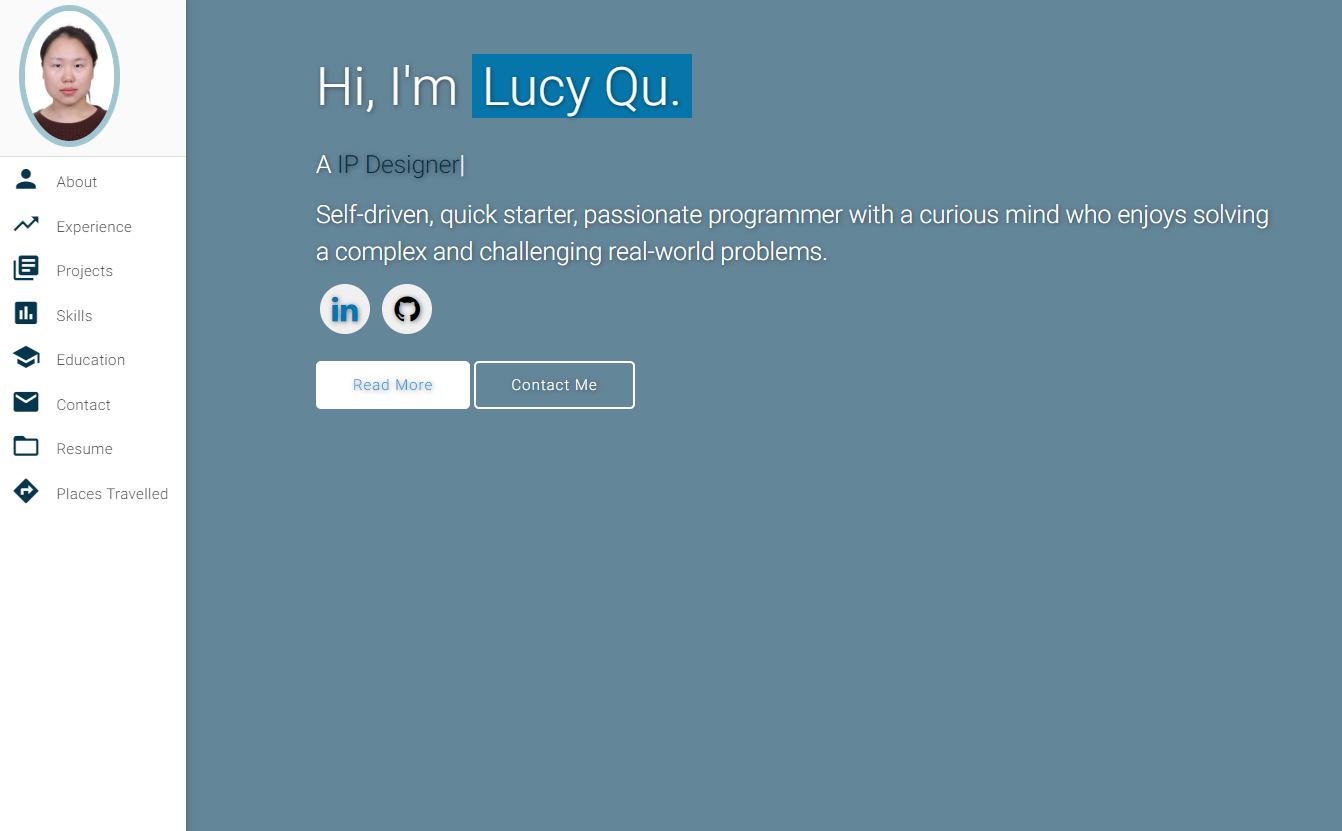 About
Experience
Projects
Skills
Education
Contact
Resume
Places Travelled
Hi, I'm Lucy Qu.
A IP Designer|
Self-driven, quick starter, passionate programmer with a curious mind who enjoys solving
a complex and challenging real-world problems.
in
Read More Contact Me